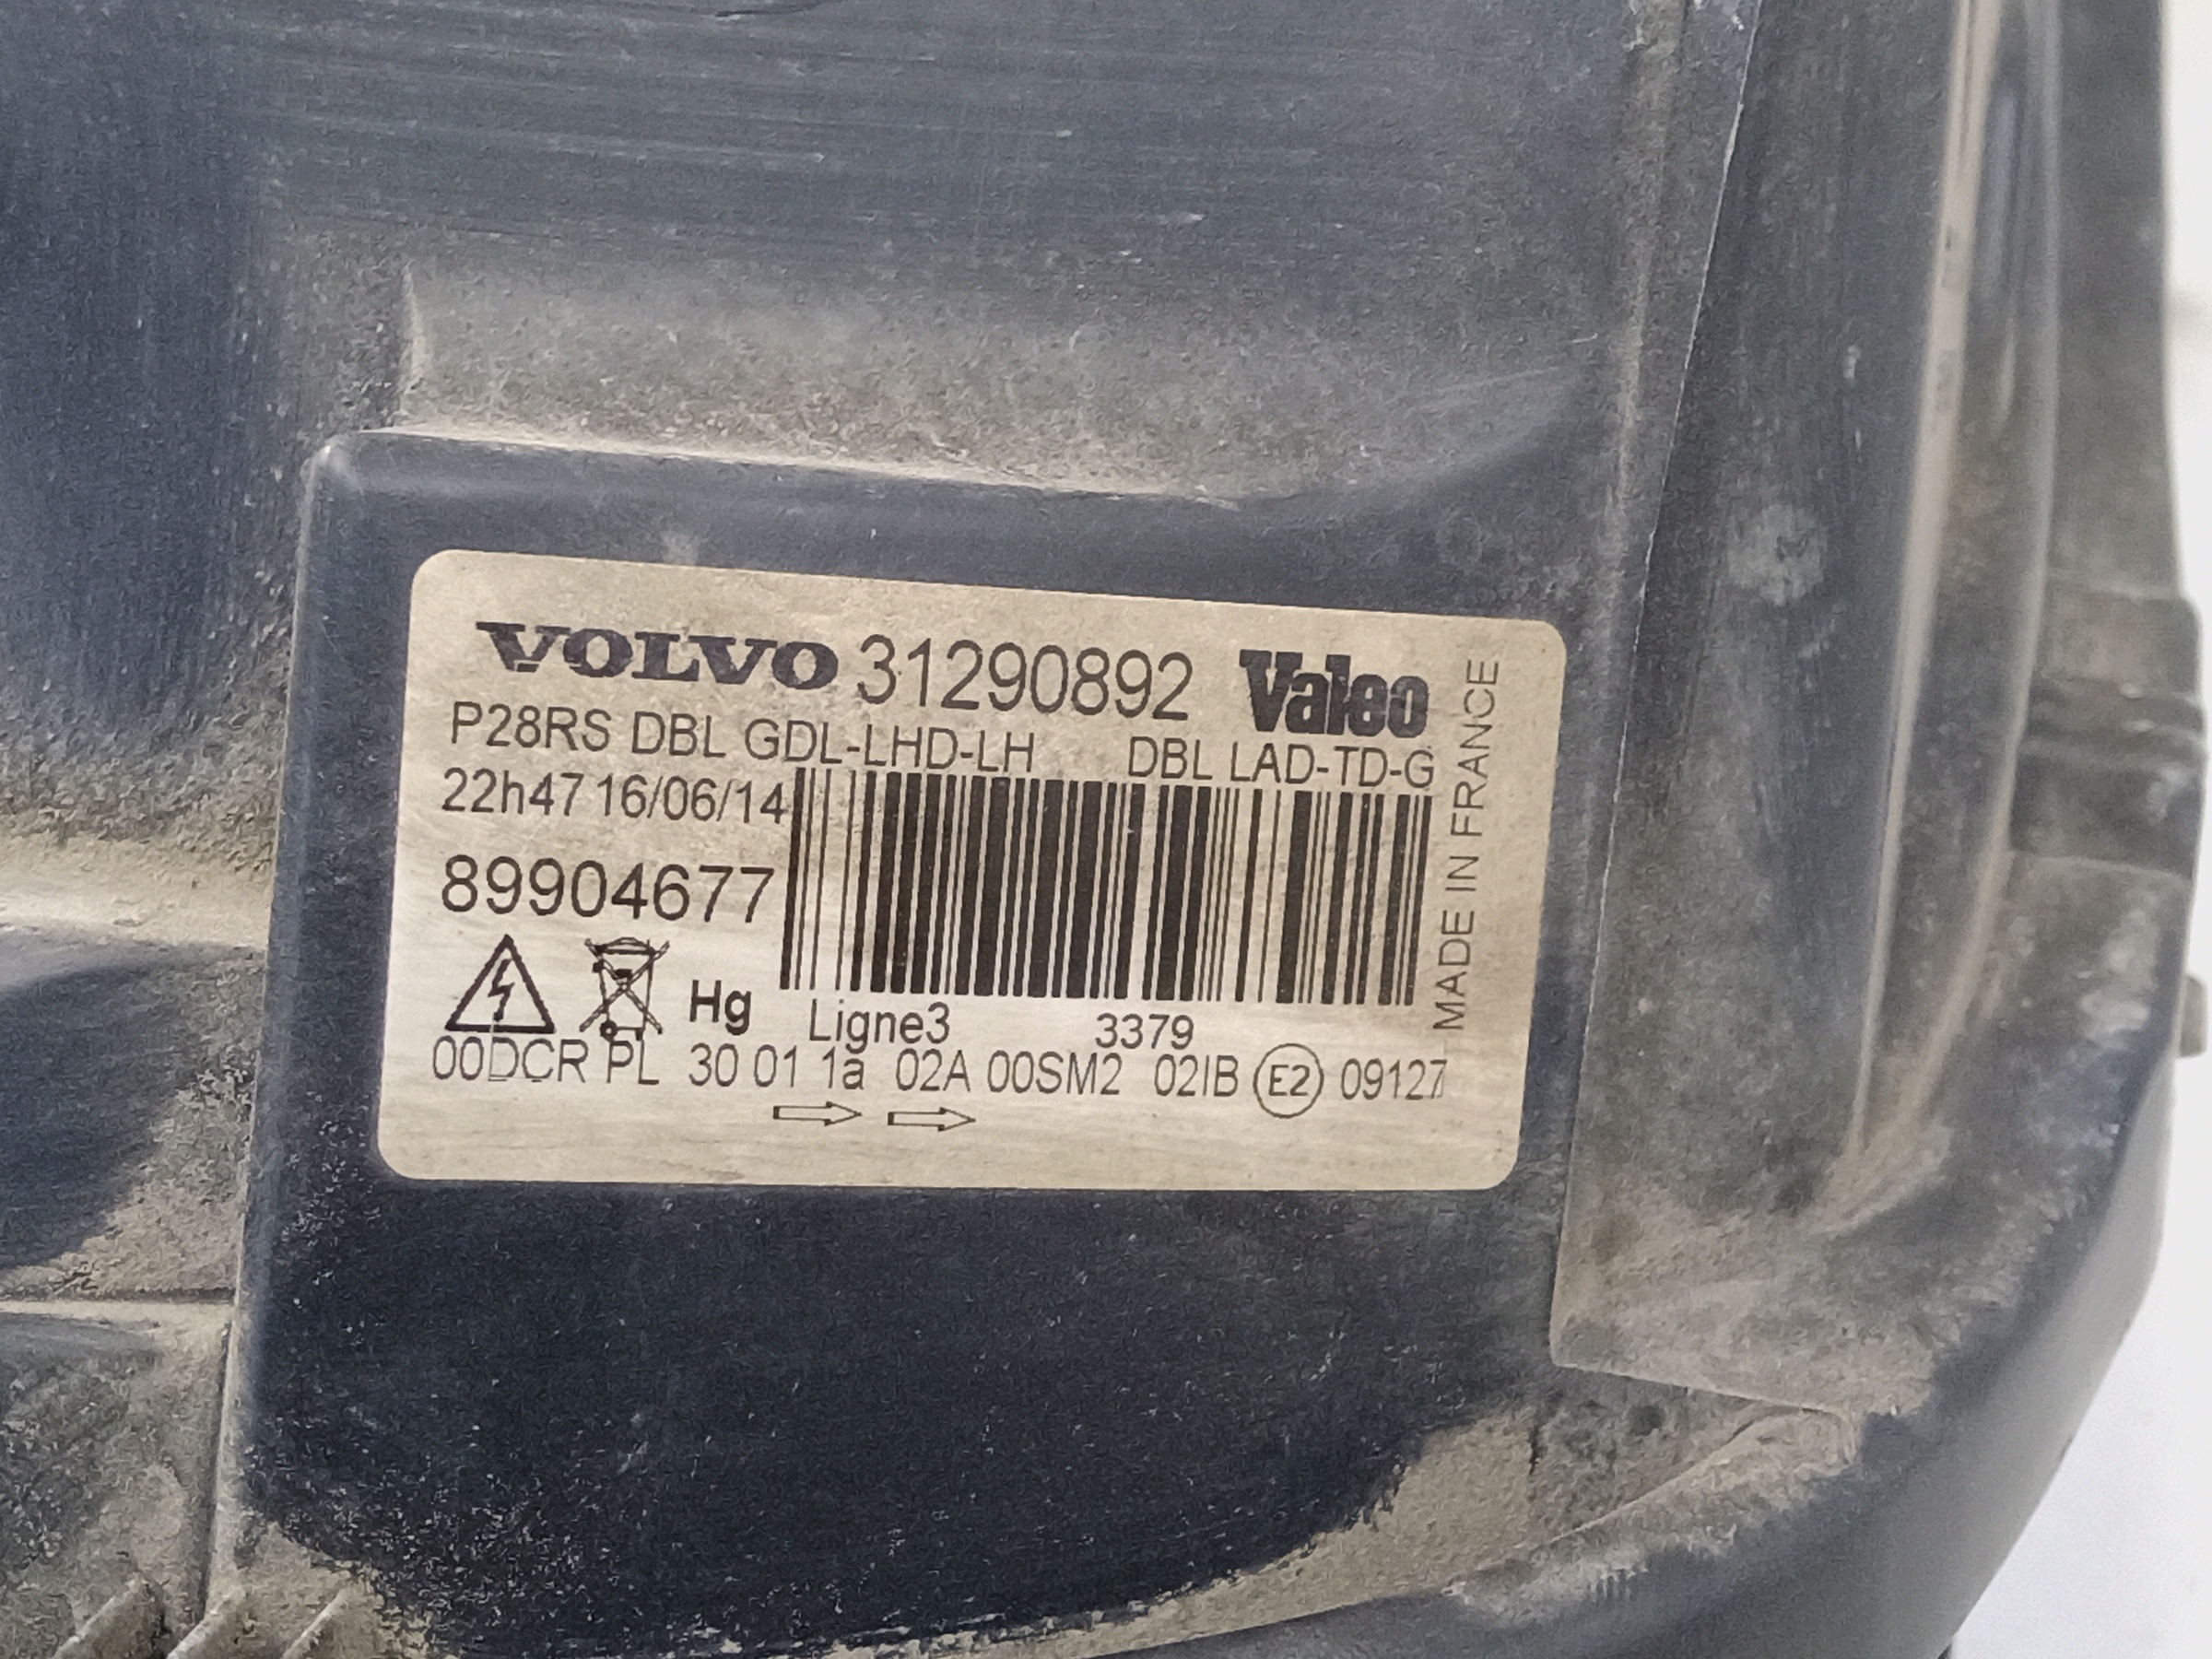 VOLVO 31290892 Valeo
P28RS DBL GDL-LHD-LH DBL LAD-TD-G
22h47 16/06/14
89904677
Hg Ligne3 3379
00DCR PL 30 01 1a 02A 00SM2 02IB E2 09127
MADE IN FRANCE